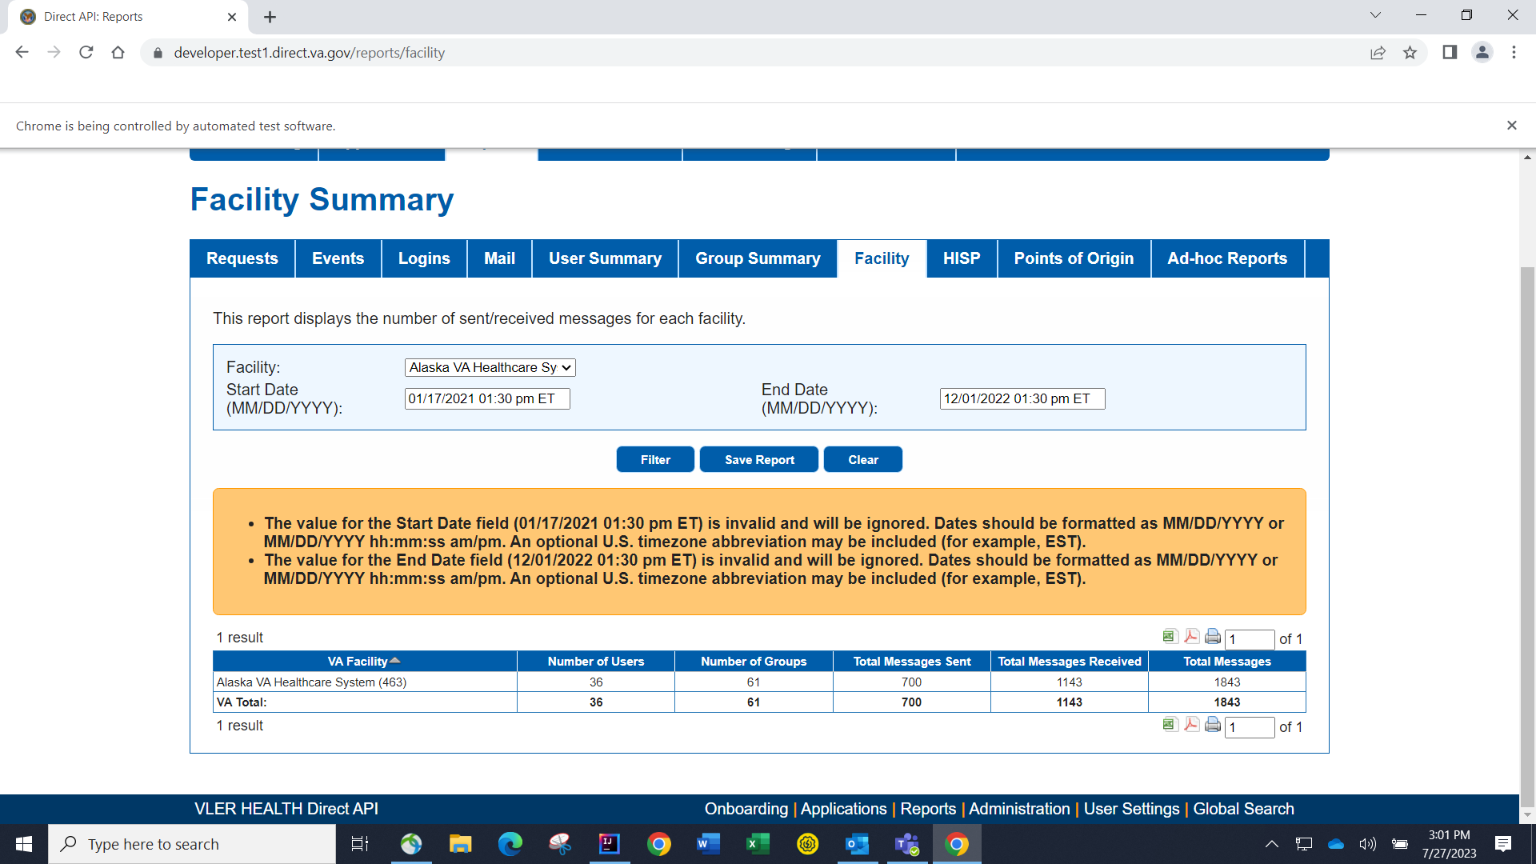 Direct API: Reports
developer.test1.direct.va.gov/reports/facility
Chrome is being controlled by automated test software.
Facility Summary
Requests Events Logins Mail User Summary Group Summary Facility HISP Points of Origin Ad-hoc Reports
This report displays the number of sent/received messages for each facility.
Facility: Alaska VA Healthcare Sy
Start Date (MM/DD/YYYY): 01/17/2021 01:30 pm ET End Date (MM/DD/YYYY): 12/01/2022 01:30 pm ET
Filter Save Report Clear
• The value for the Start Date field (01/17/2021 01:30 pm ET) is invalid and will be ignored. Dates should be formatted as MM/DD/YYYY or
MM/DD/YYYY hh:mm:ss am/pm. An optional U.S. timezone abbreviation may be included (for example, EST).
• The value for the End Date field (12/01/2022 01:30 pm ET) is invalid and will be ignored. Dates should be formatted as MM/DD/YYYY or
MM/DD/YYYY hh:mm:ss am/pm. An optional U.S. timezone abbreviation may be included (for example, EST).
1 result 1 of 1
VA Facility Number of Users Number of Groups Total Messages Sent Total Messages Received Total Messages
Alaska VA Healthcare System (463) 36 61 700 1143 1843
VA Total: 36 61 700 1143 1843
1 result 1 of 1
VLER HEALTH Direct API Onboarding | Applications | Reports | Administration | User Settings | Global Search
Type here to search
3:01 PM
7/27/2023